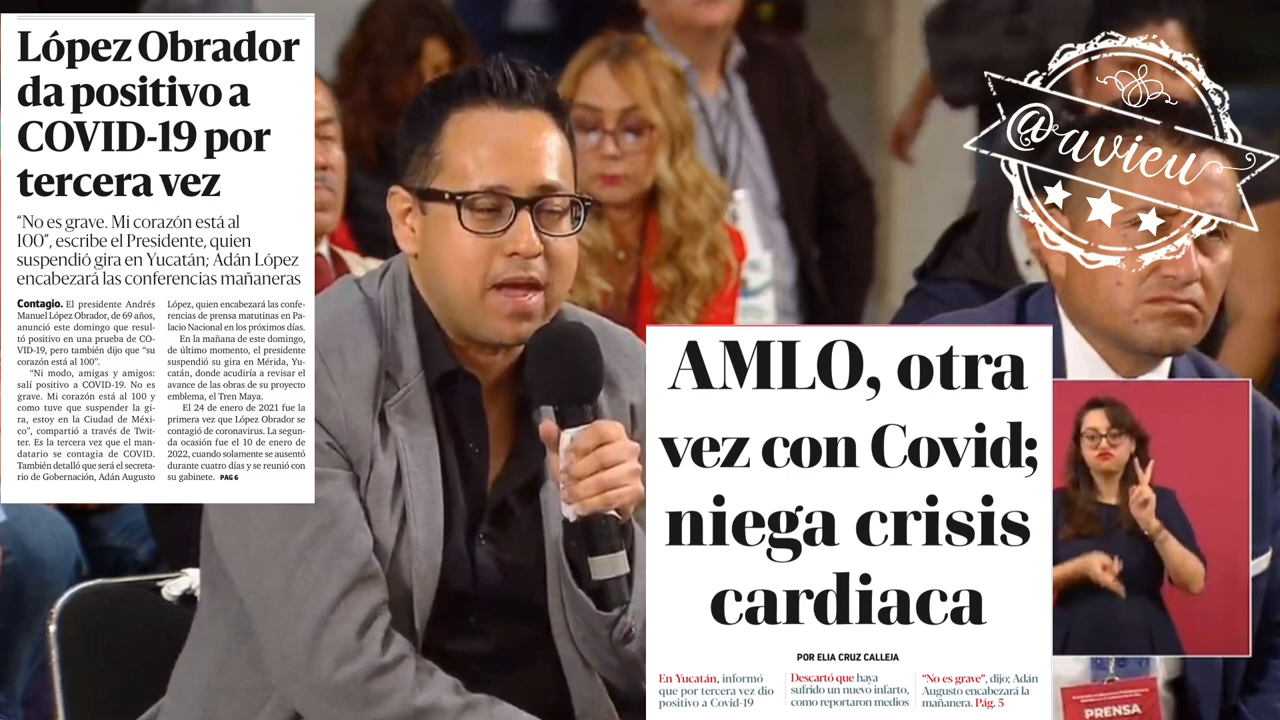 López Obrador
da positivo a
COVID-19 por
tercera vez
“No es grave. Mi corazón está al
100”, escribe el Presidente, quien
suspendió gira en Yucatán; Adán López
encabezará las conferencias mañaneras
Contagio. El presidente Andrés
Manuel López Obrador, de 69 años,
anunció este domingo que resul-
tó positivo en una prueba de CO-
VID-19, pero también dijo que “su
corazón está al 100”.
“Ni modo, amigas y amigos:
salí positivo a COVID-19. No es
grave. Mi corazón está al 100 y
como tuve que suspender la gi-
ra, estoy en la Ciudad de Méxi-
co”, compartió a través de Twit-
ter. Es la tercera vez que el man-
datario se contagia de COVID.
También detalló que será el secreta-
rio de Gobernación, Adán Augusto
López, quien encabezará las confe-
rencias de prensa matutinas en Pa-
lacio Nacional en los próximos días.
En la mañana de este domingo,
de último momento, el presidente
suspendió su gira en Mérida, Yu-
catán, donde acudiría a revisar el
avance de las obras de su proyecto
emblema, el Tren Maya.
El 24 de enero de 2021 fue la
primera vez que López Obrador se
contagió de coronavirus. La segun-
da ocasión fue el 10 de enero de
2022, cuando solamente se ausentó
durante cuatro días y se reunió con
su gabinete. PAG 6
@avieu
AMLO, otra
vez con Covid;
niega crisis
cardiaca
POR ELIA CRUZ CALLEJA
En Yucatán, informó
que por tercera vez dio
positivo a Covid-19
Descartó que haya
sufrido un nuevo infarto,
como reportaron medios
“No es grave”, dijo; Adán
Augusto encabezará la
mañanera. Pág. 5
PRENSA